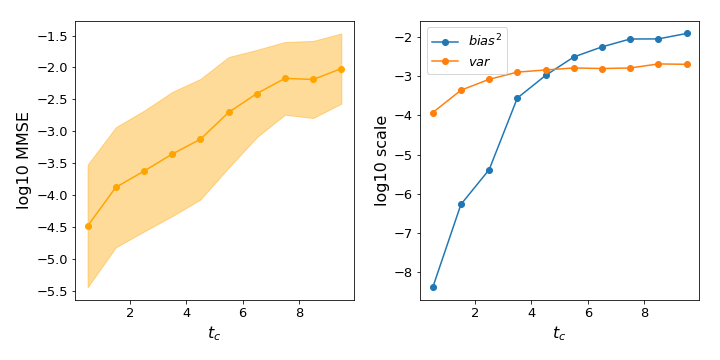 −1.5
−2.0
−2.5
−3.0
−3.5
−4.0
−4.5
−5.0
−5.5
log10 MMSE
2 4 6 8
t_c
−2
−3
−4
−5
−6
−7
−8
log10 scale
bias²
var
2 4 6 8
t_c